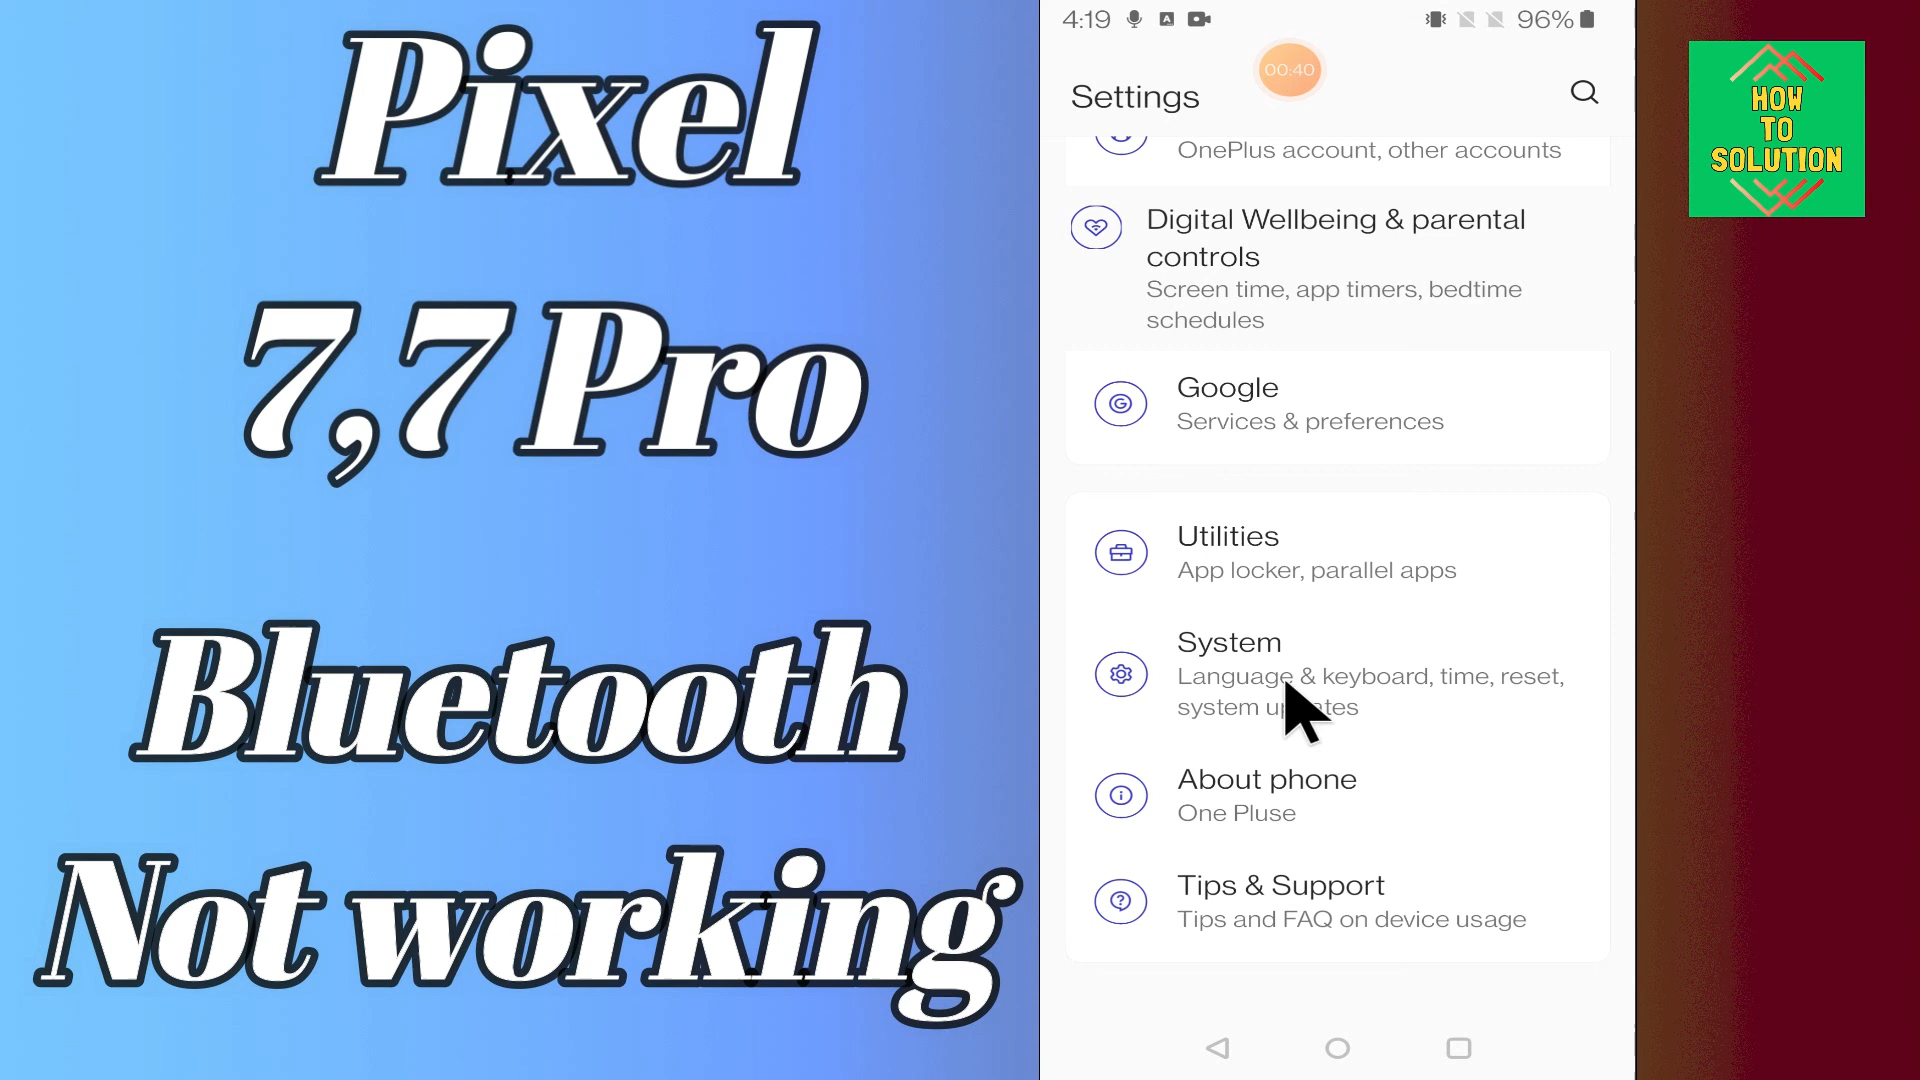 Pixel
7,7 Pro
Bluetooth
Not working
4:19
96%
00:40
Settings
OnePlus account, other accounts
Digital Wellbeing & parental
controls
Screen time, app timers, bedtime
schedules
Google
Services & preferences
Utilities
App locker, parallel apps
System
Language & keyboard, time, reset,
system updates
About phone
One Pluse
Tips & Support
Tips and FAQ on device usage
HOW
TO
SOLUTION